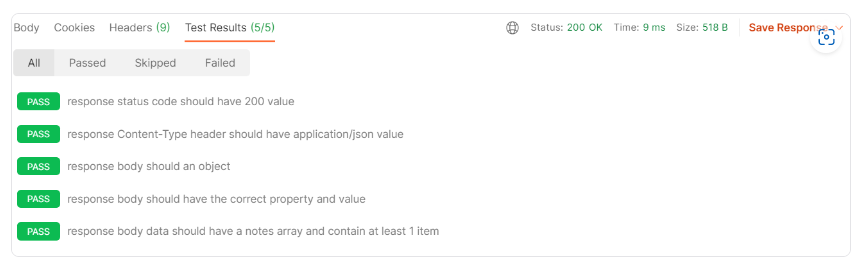 Body Cookies Headers (9) Test Results (5/5) Status: 200 OK Time: 9 ms Size: 518 B Save Response
All Passed Skipped Failed
PASS response status code should have 200 value
PASS response Content-Type header should have application/json value
PASS response body should an object
PASS response body should have the correct property and value
PASS response body data should have a notes array and contain at least 1 item